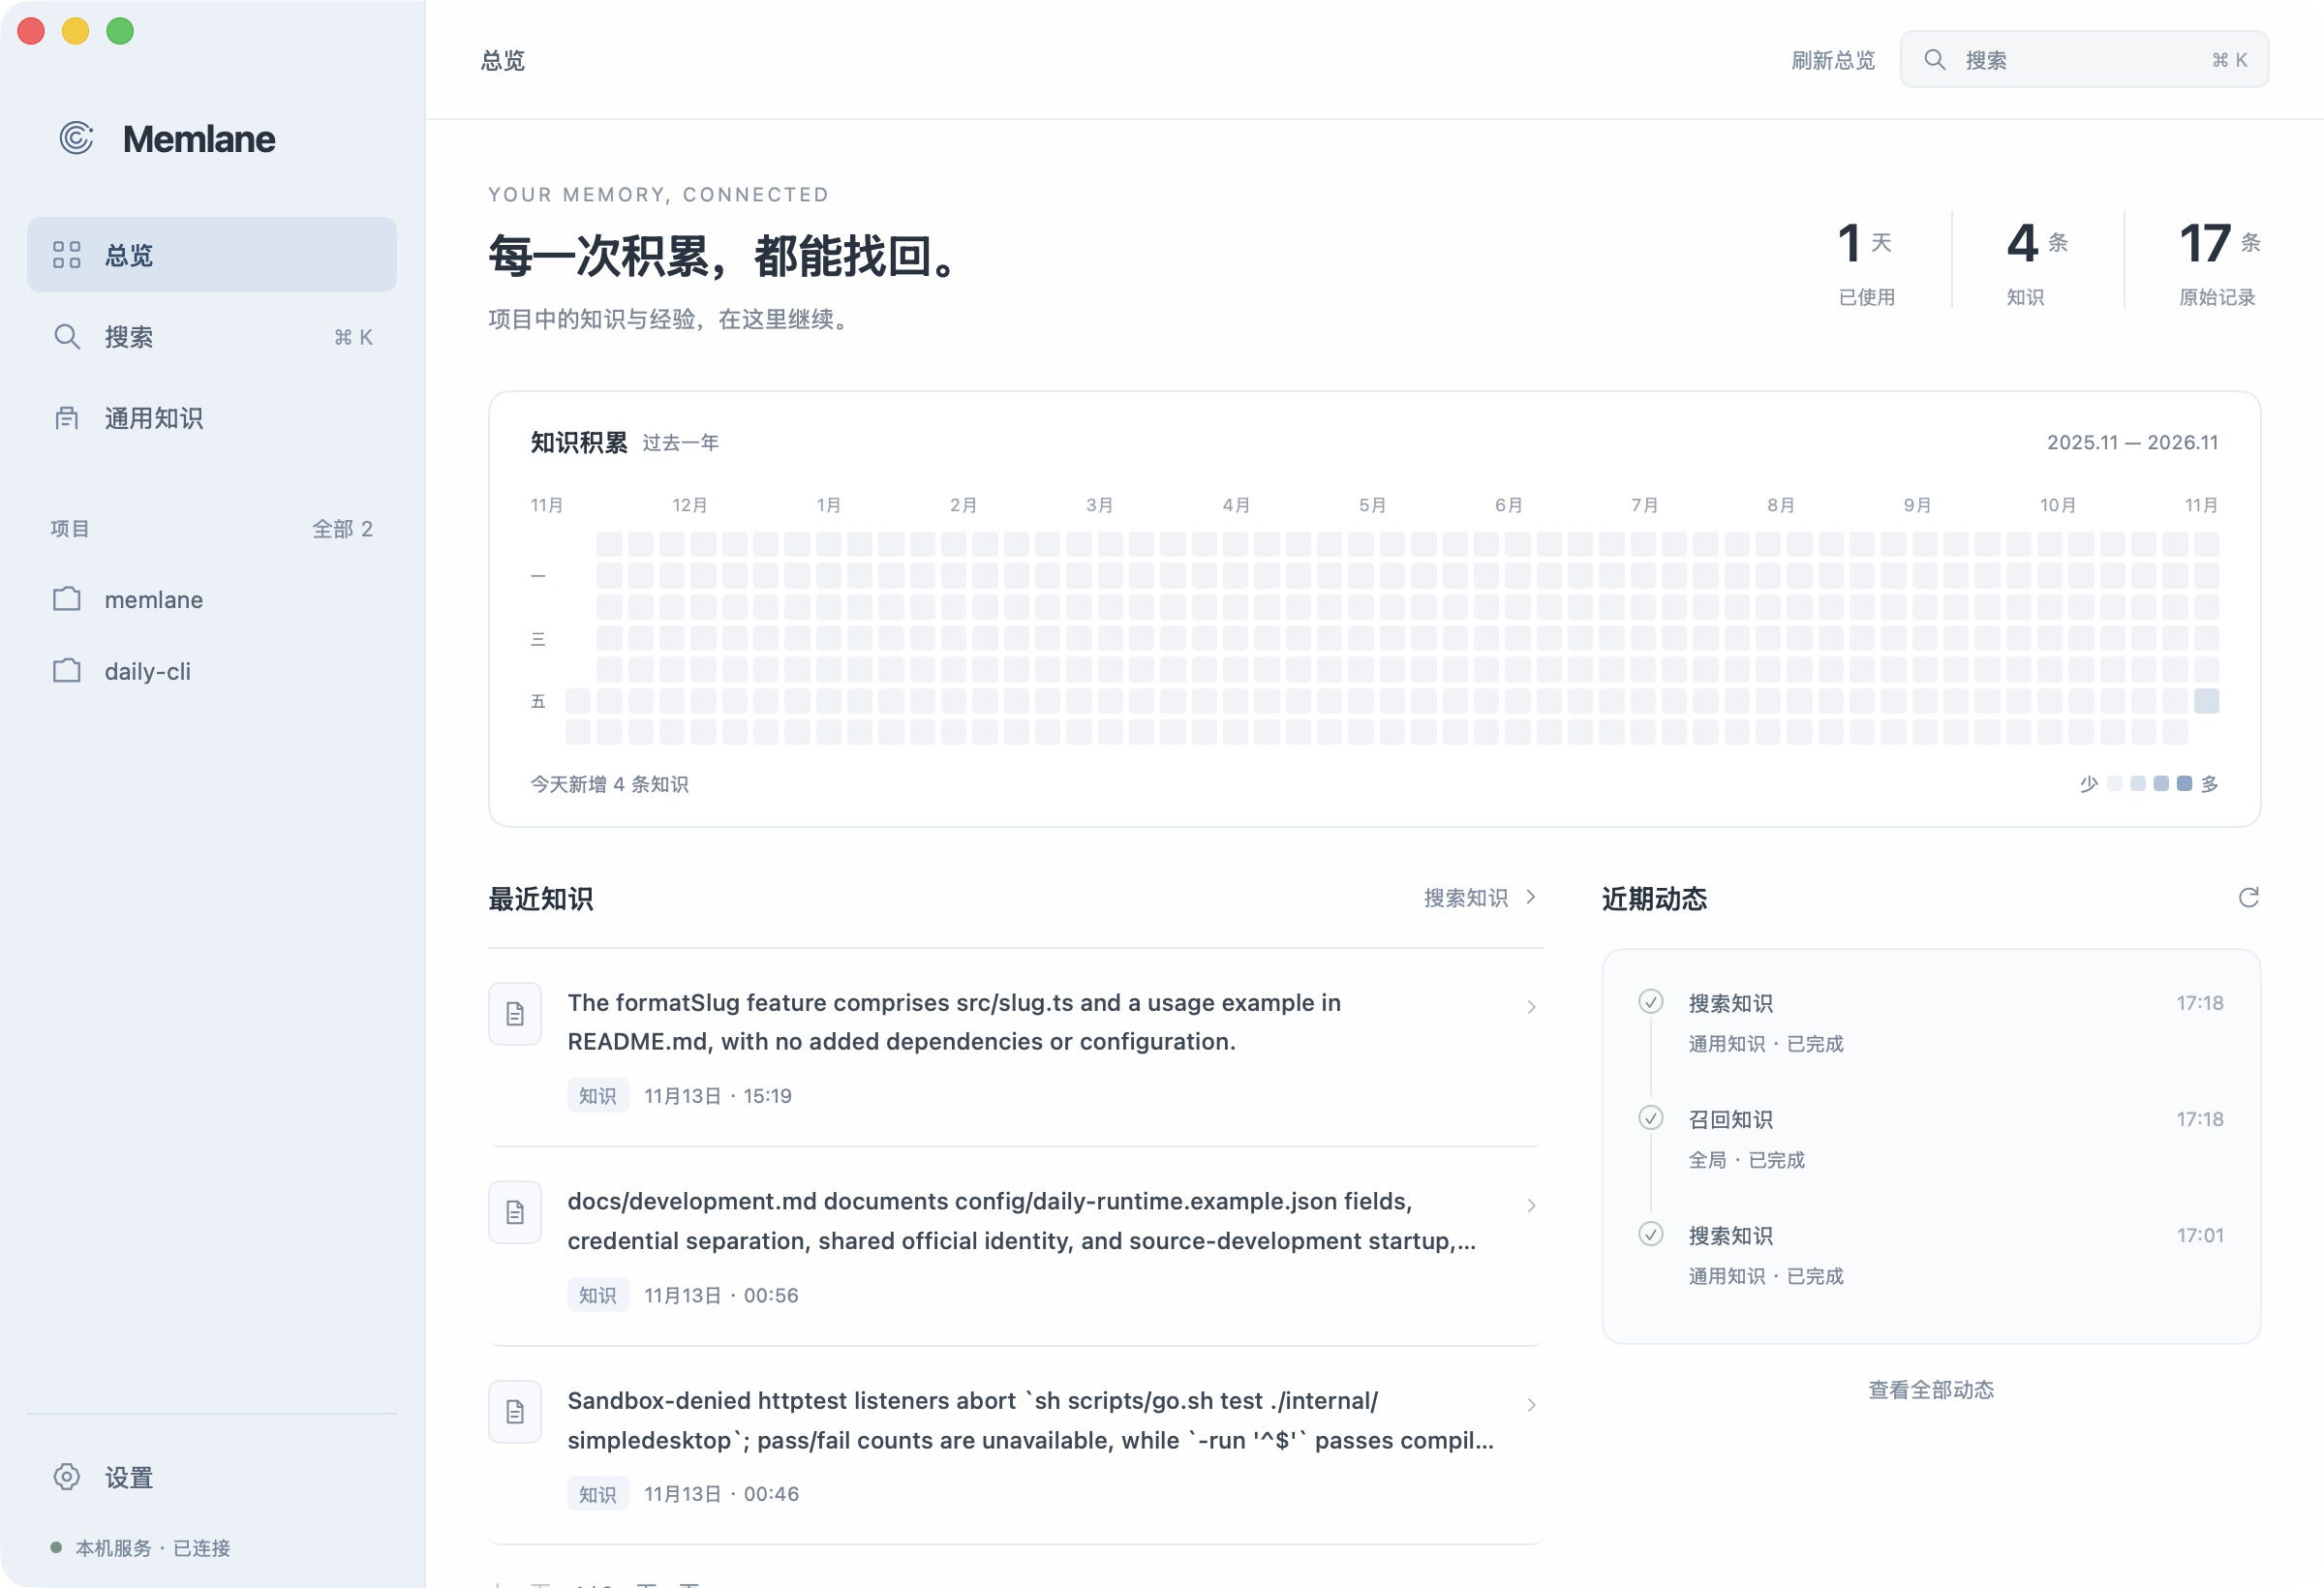 Memlane
总览
搜索 ⌘ K
通用知识
项目 全部 2
memlane
daily-cli
设置
本机服务 · 已连接
总览
刷新总览
搜索 ⌘ K
YOUR MEMORY, CONNECTED
每一次积累，都能找回。
项目中的知识与经验，在这里继续。
1 天
已使用
4 条
知识
17 条
原始记录
知识积累 过去一年
2025.11 — 2026.11
11月 12月 1月 2月 3月 4月 5月 6月 7月 8月 9月 10月 11月
一
三
五
今天新增 4 条知识
少 多
最近知识
搜索知识
The formatSlug feature comprises src/slug.ts and a usage example in
README.md, with no added dependencies or configuration.
知识 11月13日 · 15:19
docs/development.md documents config/daily-runtime.example.json fields,
credential separation, shared official identity, and source-development startup,...
知识 11月13日 · 00:56
Sandbox-denied httptest listeners abort `sh scripts/go.sh test ./internal/
simpledesktop`; pass/fail counts are unavailable, while `-run '^$'` passes compil...
知识 11月13日 · 00:46
近期动态
搜索知识 17:18
通用知识 · 已完成
召回知识 17:18
全局 · 已完成
搜索知识 17:01
通用知识 · 已完成
查看全部动态